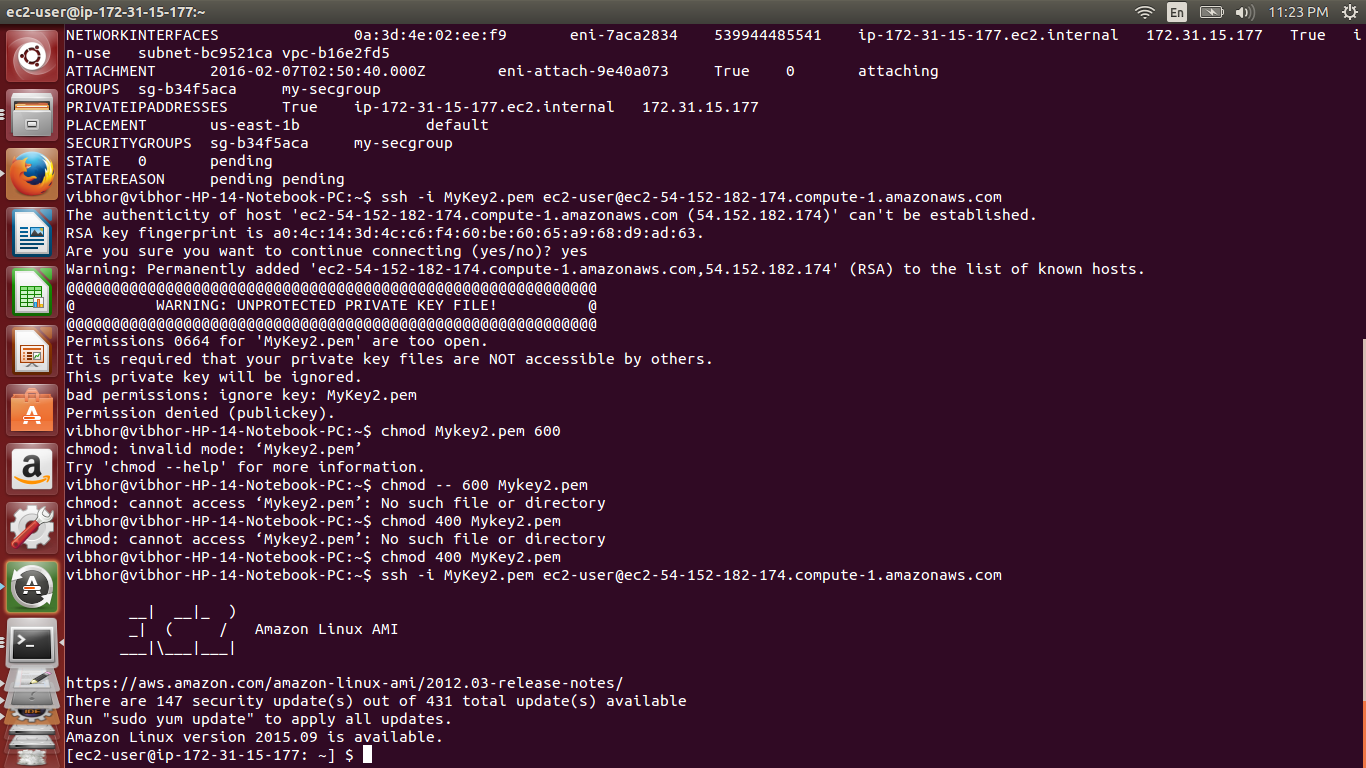 ec2-user@ip-172-31-15-177:~ En 11:23 PM
NETWORKINTERFACES 0a:3d:4e:02:ee:f9 eni-7aca2834 539944485541 ip-172-31-15-177.ec2.internal 172.31.15.177 True i
n-use subnet-bc9521ca vpc-b16e2fd5
ATTACHMENT 2016-02-07T02:50:40.000Z eni-attach-9e40a073 True 0 attaching
GROUPS sg-b34f5aca my-secgroup
PRIVATEIPADDRESSES True ip-172-31-15-177.ec2.internal 172.31.15.177
PLACEMENT us-east-1b default
SECURITYGROUPS sg-b34f5aca my-secgroup
STATE 0 pending
STATEREASON pending pending
vibhor@vibhor-HP-14-Notebook-PC:~$ ssh -i MyKey2.pem ec2-user@ec2-54-152-182-174.compute-1.amazonaws.com
The authenticity of host 'ec2-54-152-182-174.compute-1.amazonaws.com (54.152.182.174)' can't be established.
RSA key fingerprint is a0:4c:14:3d:4c:c6:f4:60:be:60:65:a9:68:d9:ad:63.
Are you sure you want to continue connecting (yes/no)? yes
Warning: Permanently added 'ec2-54-152-182-174.compute-1.amazonaws.com,54.152.182.174' (RSA) to the list of known hosts.
@@@@@@@@@@@@@@@@@@@@@@@@@@@@@@@@@@@@@@@@@@@@@@@@@@@@@@@@@@@
@         WARNING: UNPROTECTED PRIVATE KEY FILE!          @
@@@@@@@@@@@@@@@@@@@@@@@@@@@@@@@@@@@@@@@@@@@@@@@@@@@@@@@@@@@
Permissions 0664 for 'MyKey2.pem' are too open.
It is required that your private key files are NOT accessible by others.
This private key will be ignored.
bad permissions: ignore key: MyKey2.pem
Permission denied (publickey).
vibhor@vibhor-HP-14-Notebook-PC:~$ chmod Mykey2.pem 600
chmod: invalid mode: ‘Mykey2.pem’
Try 'chmod --help' for more information.
vibhor@vibhor-HP-14-Notebook-PC:~$ chmod -- 600 Mykey2.pem
chmod: cannot access ‘Mykey2.pem’: No such file or directory
vibhor@vibhor-HP-14-Notebook-PC:~$ chmod 400 Mykey2.pem
chmod: cannot access ‘Mykey2.pem’: No such file or directory
vibhor@vibhor-HP-14-Notebook-PC:~$ chmod 400 MyKey2.pem
vibhor@vibhor-HP-14-Notebook-PC:~$ ssh -i MyKey2.pem ec2-user@ec2-54-152-182-174.compute-1.amazonaws.com
       __|  __|_  )
       _|  (     /   Amazon Linux AMI
      ___|\___|___|
https://aws.amazon.com/amazon-linux-ami/2012.03-release-notes/
There are 147 security update(s) out of 431 total update(s) available
Run "sudo yum update" to apply all updates.
Amazon Linux version 2015.09 is available.
[ec2-user@ip-172-31-15-177: ~] $